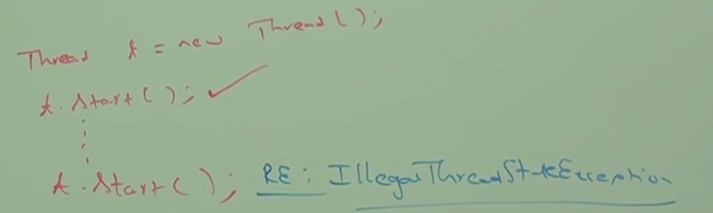 Thread t = new Thread();
t.start();
t.start(); RE: IllegalThreadStateException